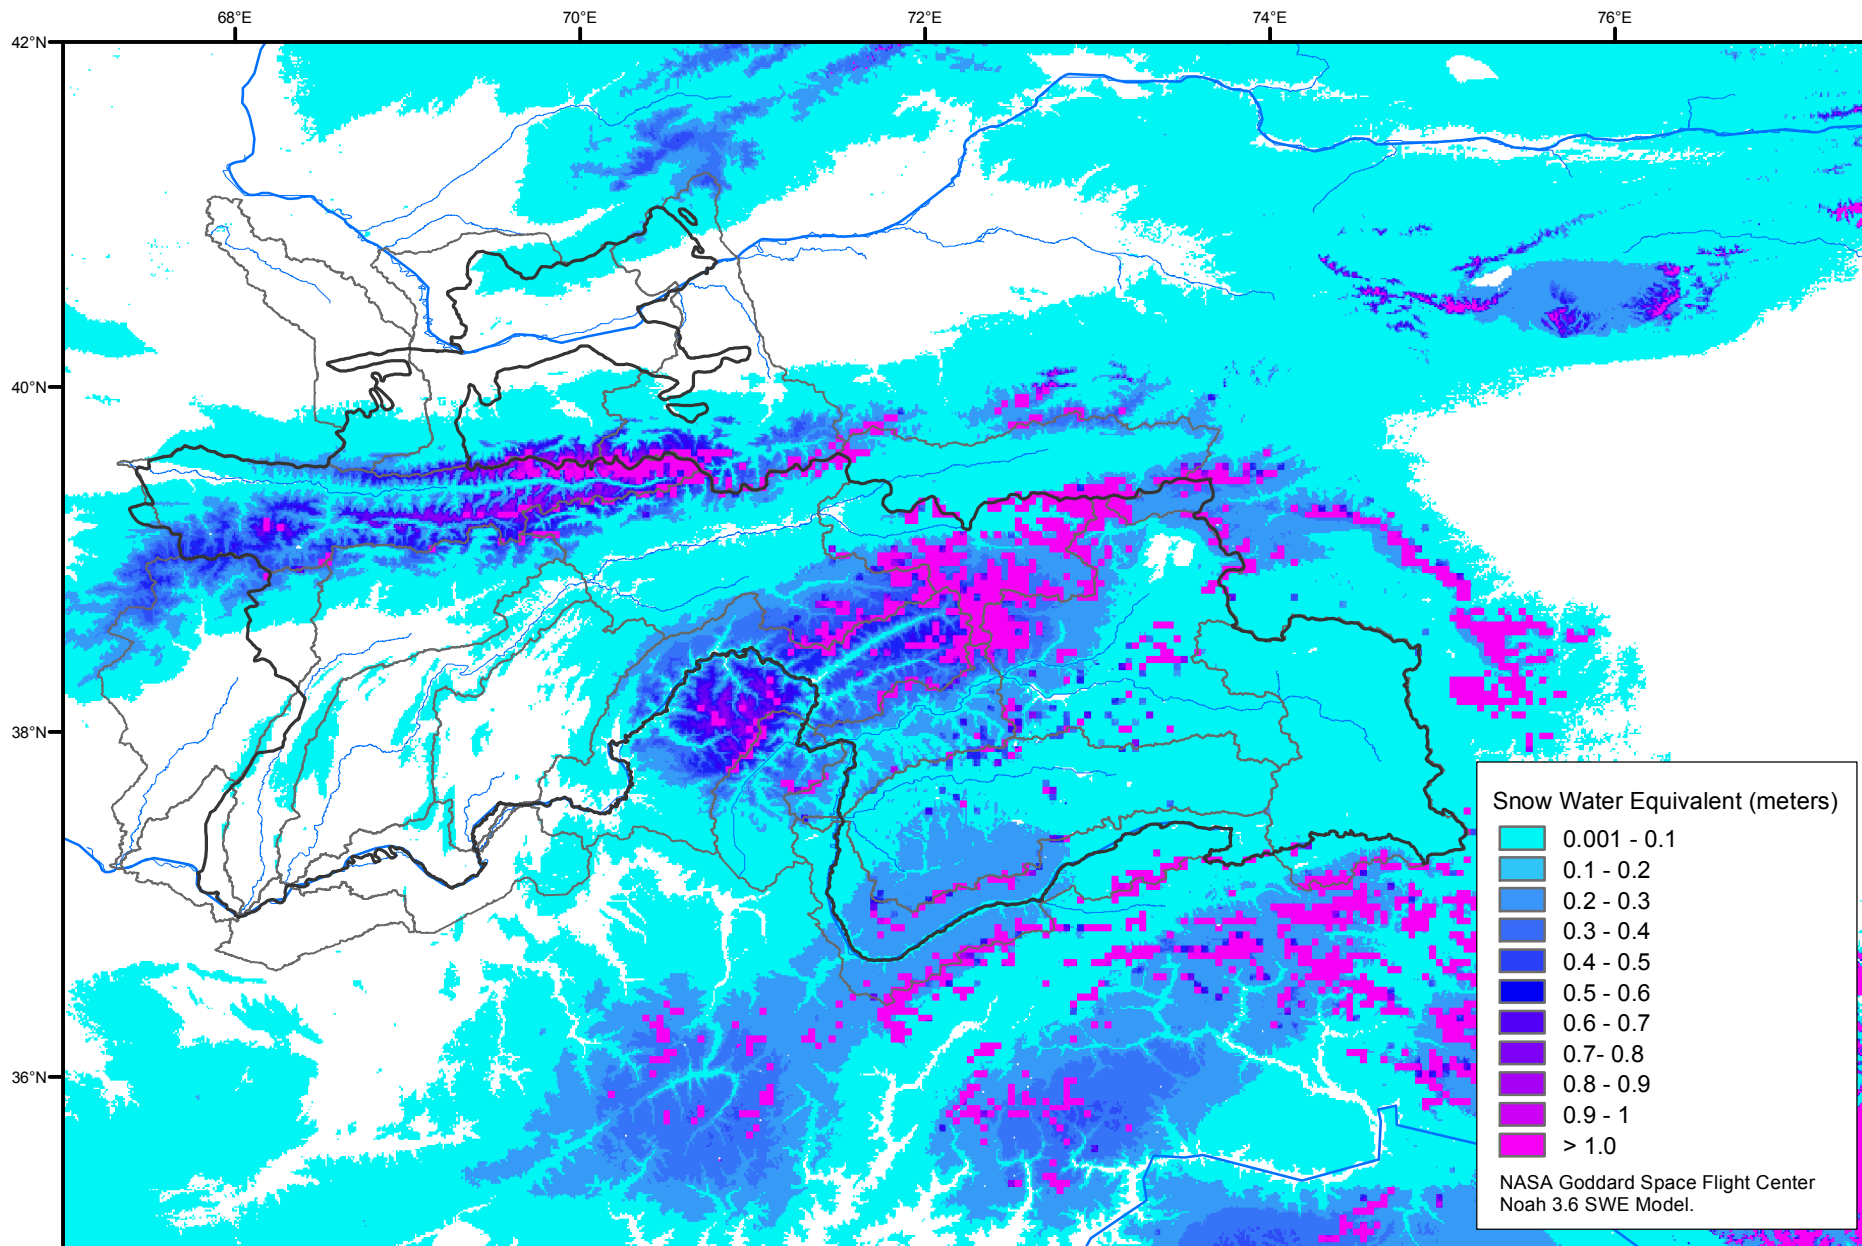 68°E 70°E 72°E 74°E 76°E
42°N
40°N
38°N
36°N
Snow Water Equivalent (meters)
0.001 - 0.1
0.1 - 0.2
0.2 - 0.3
0.3 - 0.4
0.4 - 0.5
0.5 - 0.6
0.6 - 0.7
0.7- 0.8
0.8 - 0.9
0.9 - 1
> 1.0
NASA Goddard Space Flight Center
Noah 3.6 SWE Model.